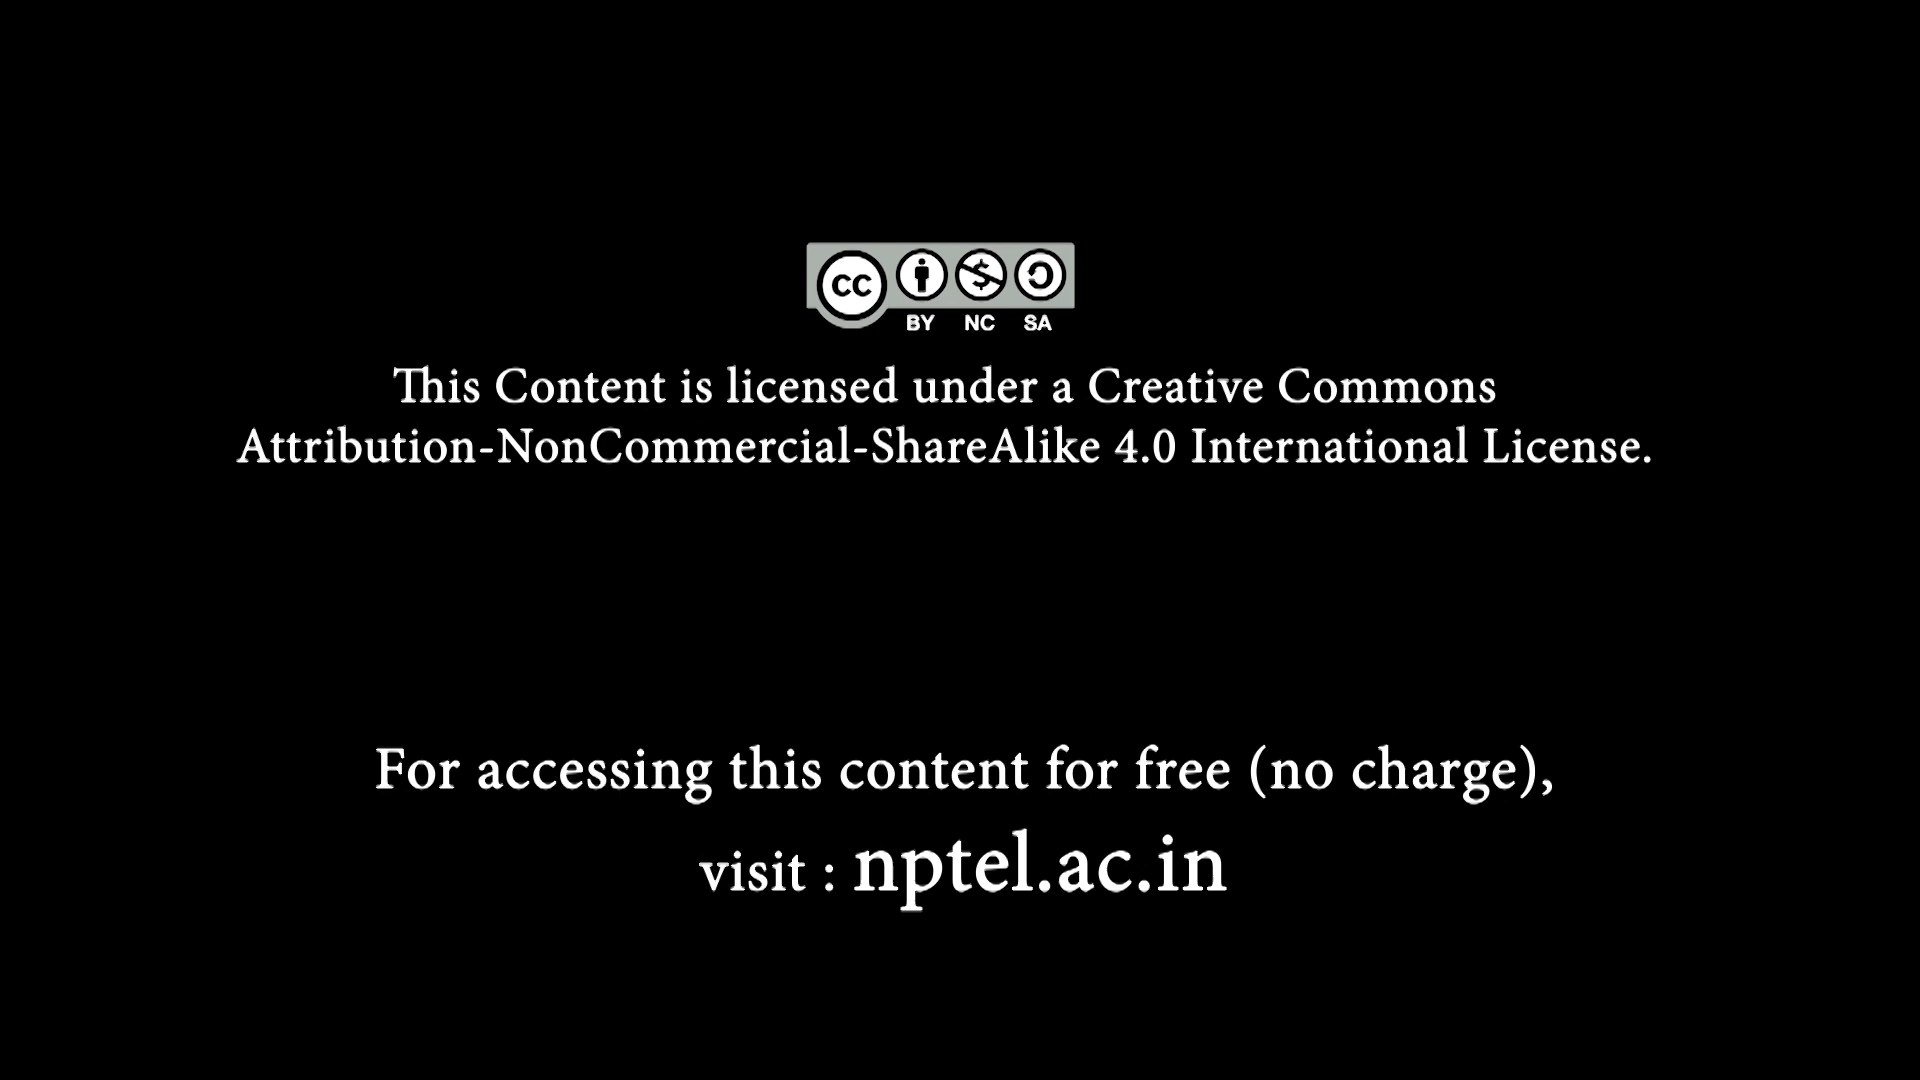 CC BY NC SA
This Content is licensed under a Creative Commons
Attribution-NonCommercial-ShareAlike 4.0 International License.
For accessing this content for free (no charge),
visit : nptel.ac.in